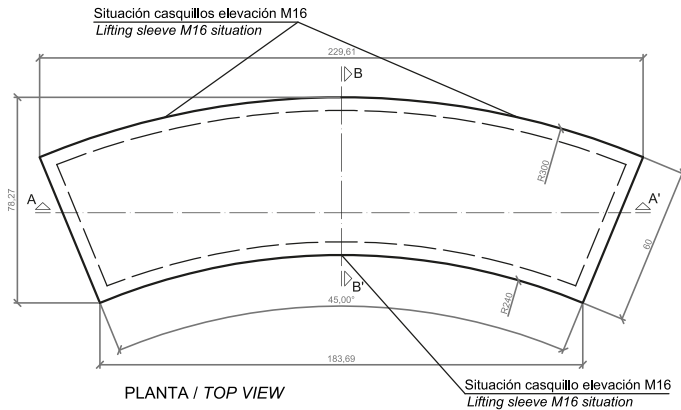 Situación casquillos elevación M16
Lifting sleeve M16 situation
229,61
B
R300
78,27
A
A'
60
B'
R240
45,00°
183,69
PLANTA / TOP VIEW
Situación casquillo elevación M16
Lifting sleeve M16 situation